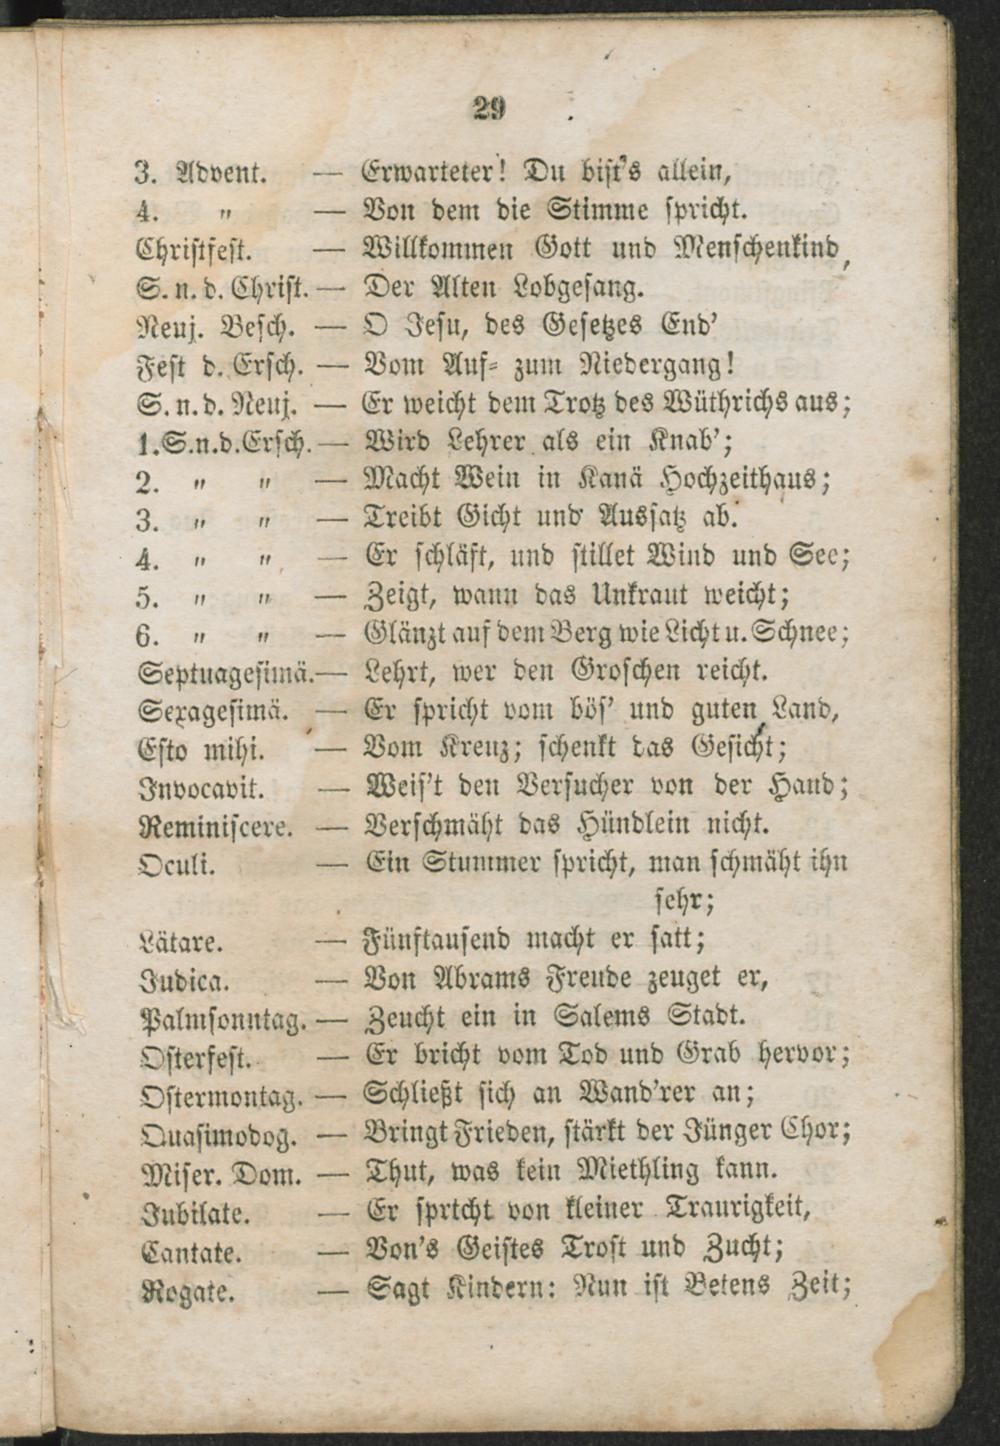 29
3. Advent. — Erwarteter! Du bist's allein,
4. " — Von dem die Stimme spricht.
Christfest. — Willkommen Gott und Menschenkind,
S. n. d. Christ. — Der Alten Lobgesang.
Neuj. Besch. — O Jesu, des Gesetzes End'
Fest d. Ersch. — Vom Auf- zum Niedergang!
S. n. d. Neuj. — Er weicht dem Trotz des Wüthrichs aus;
1. S. n. d. Ersch. — Wird Lehrer als ein Knab';
2. " " — Macht Wein in Kanä Hochzeithaus;
3. " " — Treibt Gicht und Aussatz ab.
4. " " — Er schläft, und stillet Wind und See;
5. " " — Zeigt, wann das Unkraut weicht;
6. " " — Glänzt auf dem Berg wie Licht u. Schnee;
Septuagesimä. — Lehrt, wer den Groschen reicht.
Sexagesimä. — Er spricht vom bös' und guten Land,
Esto mihi. — Vom Kreuz; schenkt das Gesicht;
Invocavit. — Weis't den Versucher von der Hand;
Reminiscere. — Verschmäht das Hündlein nicht.
Oculi. — Ein Stummer spricht, man schmäht ihn
sehr;
Lätare. — Fünftausend macht er satt;
Judica. — Von Abrams Freude zeuget er,
Palmsonntag. — Zeucht ein in Salems Stadt.
Osterfest. — Er bricht vom Tod und Grab hervor;
Ostermontag. — Schließt sich an Wand'rer an;
Quasimodog. — Bringt Frieden, stärkt der Jünger Chor;
Miser. Dom. — Thut, was kein Miethling kann.
Jubilate. — Er sprtcht von kleiner Traurigkeit,
Cantate. — Von's Geistes Trost und Zucht;
Rogate. — Sagt Kindern: Nun ist Betens Zeit;